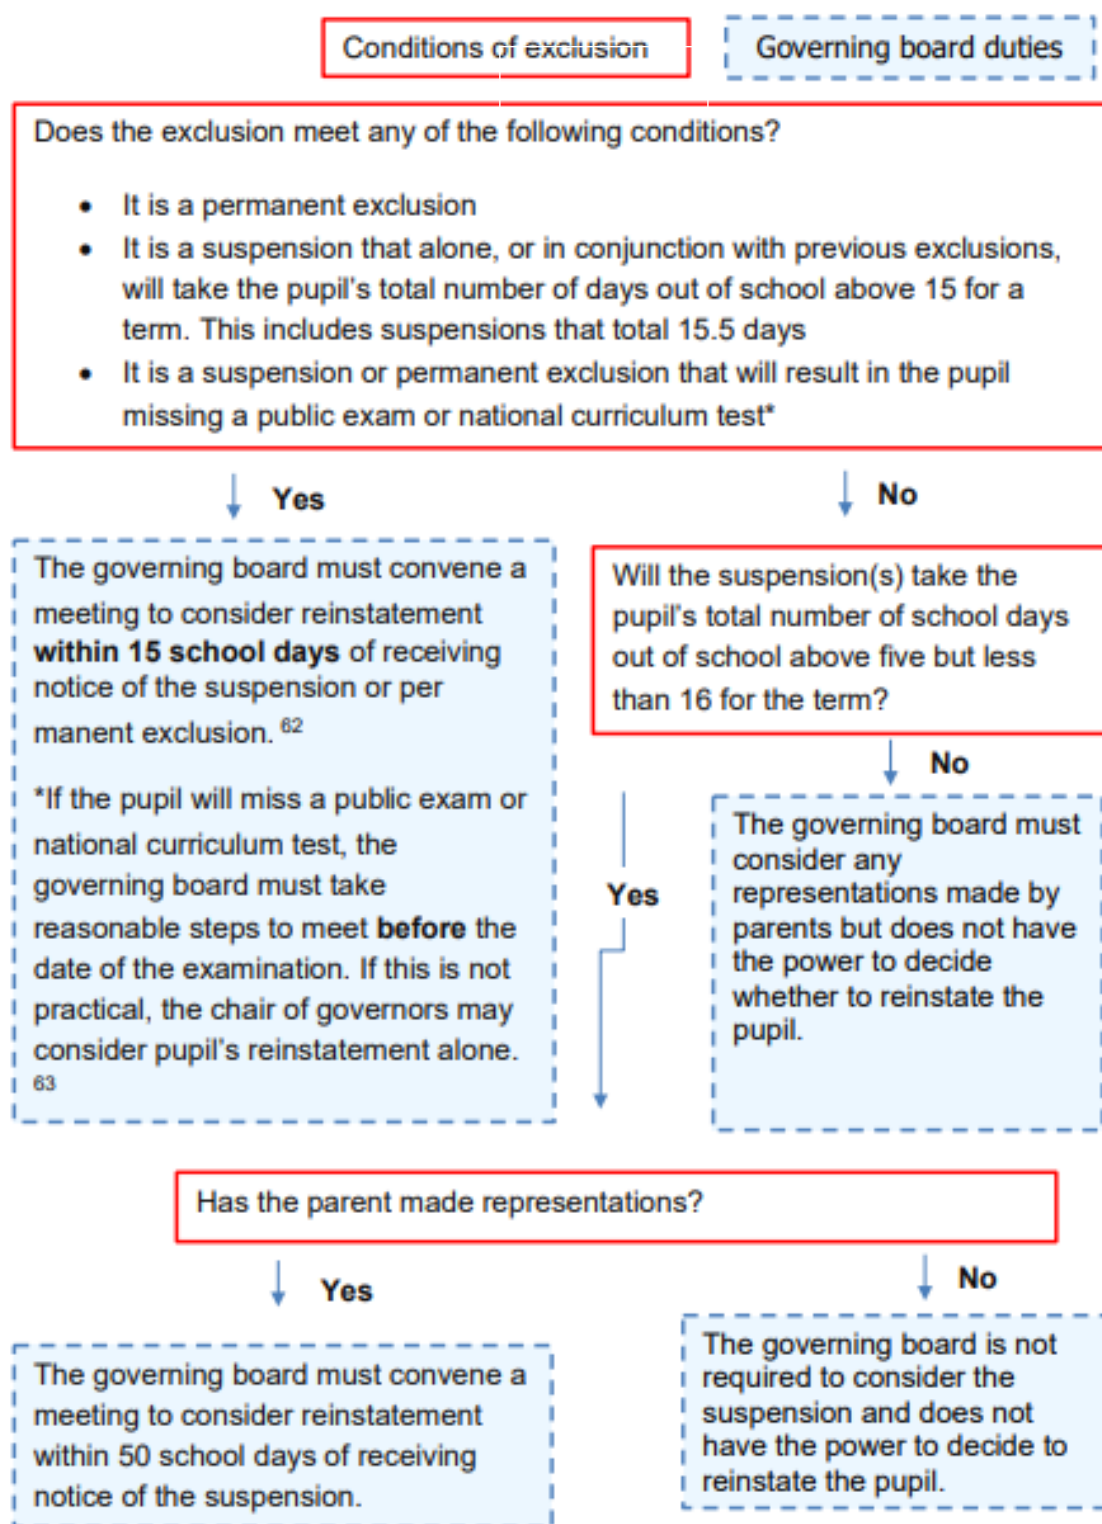 Conditions of exclusion
Governing board duties
Does the exclusion meet any of the following conditions?
• It is a permanent exclusion
• It is a suspension that alone, or in conjunction with previous exclusions,
will take the pupil's total number of days out of school above 15 for a
term. This includes suspensions that total 15.5 days
• It is a suspension or permanent exclusion that will result in the pupil
missing a public exam or national curriculum test*
Yes
No
The governing board must convene a
meeting to consider reinstatement
within 15 school days of receiving
notice of the suspension or per
manent exclusion. 62
*If the pupil will miss a public exam or
national curriculum test, the
governing board must take
reasonable steps to meet before the
date of the examination. If this is not
practical, the chair of governors may
consider pupil's reinstatement alone.
63
Will the suspension(s) take the
pupil's total number of school days
out of school above five but less
than 16 for the term?
No
Yes
The governing board must
consider any
representations made by
parents but does not have
the power to decide
whether to reinstate the
pupil.
Has the parent made representations?
Yes
No
The governing board must convene a
meeting to consider reinstatement
within 50 school days of receiving
notice of the suspension.
The governing board is not
required to consider the
suspension and does not
have the power to decide to
reinstate the pupil.